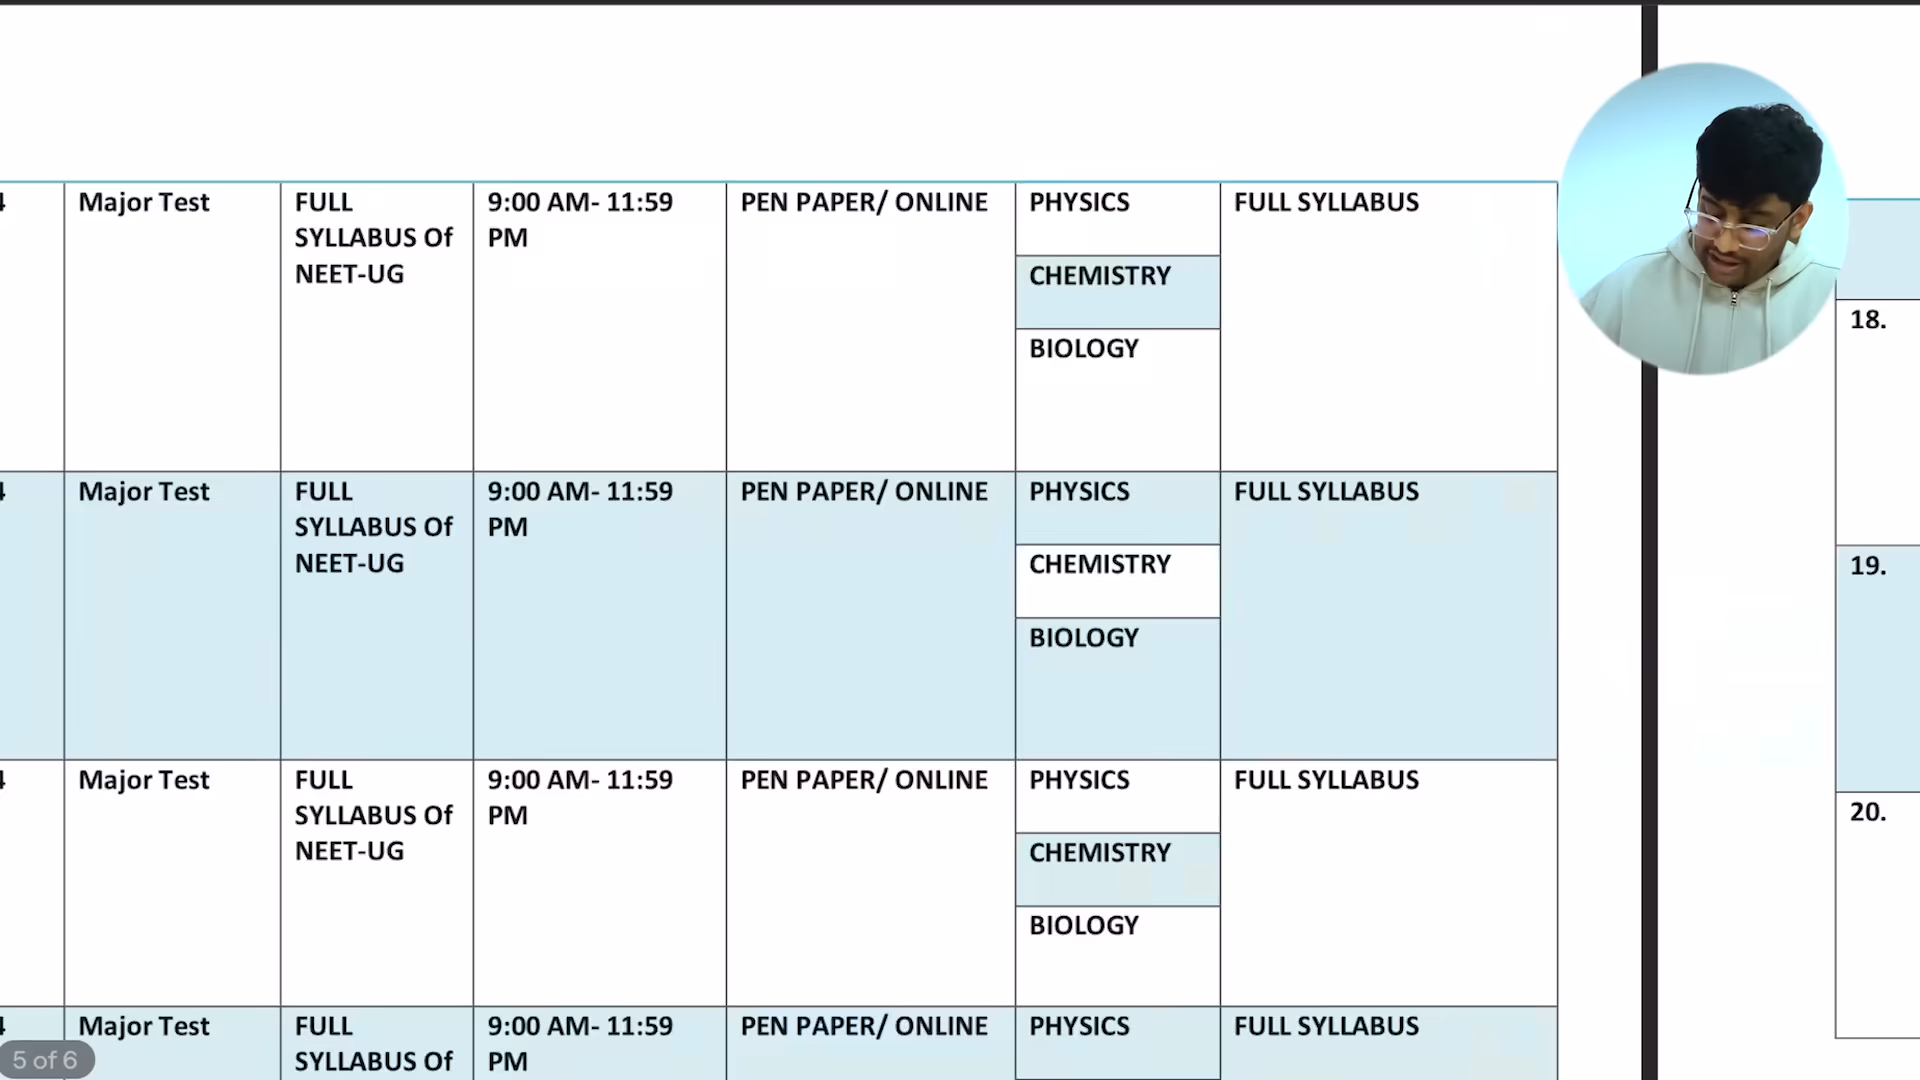 4 Major Test FULL 9:00 AM- 11:59 PEN PAPER/ ONLINE PHYSICS FULL SYLLABUS
SYLLABUS Of PM
NEET-UG
CHEMISTRY
BIOLOGY
4 Major Test FULL 9:00 AM- 11:59 PEN PAPER/ ONLINE PHYSICS FULL SYLLABUS
SYLLABUS Of PM
NEET-UG
CHEMISTRY
BIOLOGY
4 Major Test FULL 9:00 AM- 11:59 PEN PAPER/ ONLINE PHYSICS FULL SYLLABUS
SYLLABUS Of PM
NEET-UG
CHEMISTRY
BIOLOGY
4 Major Test FULL 9:00 AM- 11:59 PEN PAPER/ ONLINE PHYSICS FULL SYLLABUS
SYLLABUS Of PM
5 of 6
18.
19.
20.